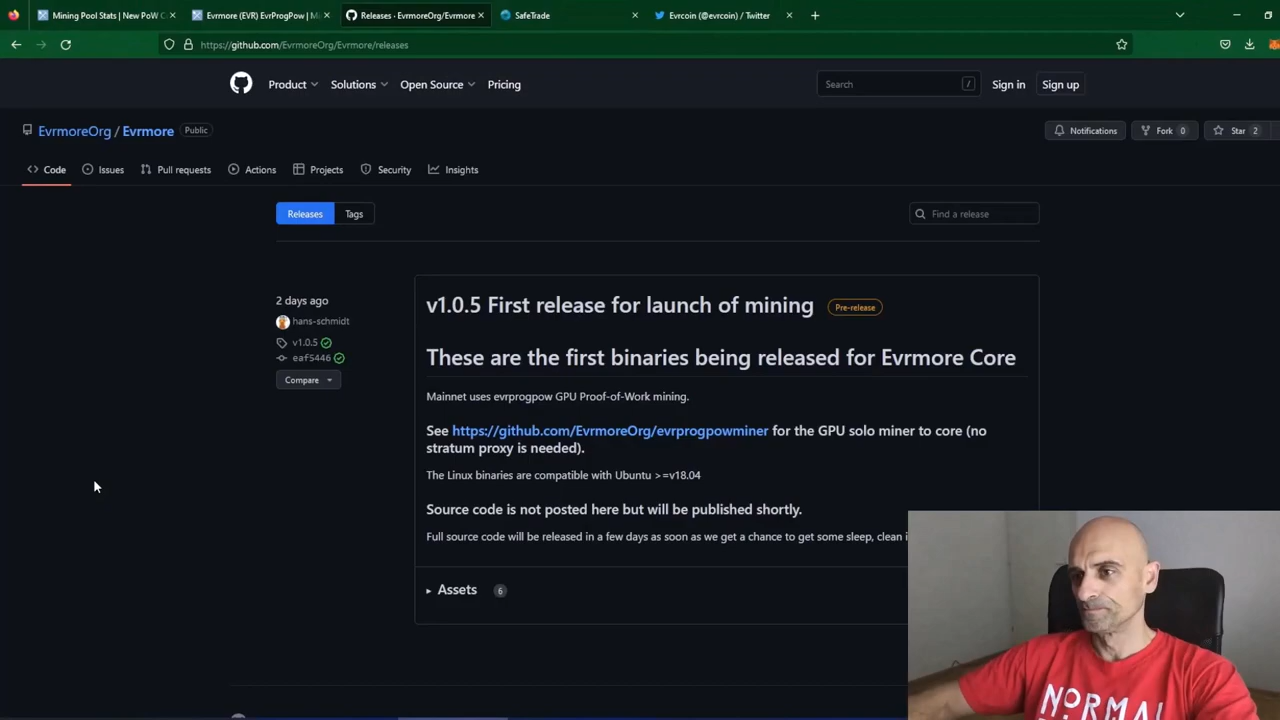 Mining Pool Stats | New PoW C
Evrmore (EVR) EvrProgPow | Mi
Releases · EvrmoreOrg/Evrmore
SafeTrade
Evrcoin (@evrcoin) / Twitter
https://github.com/EvrmoreOrg/Evrmore/releases
Product Solutions Open Source Pricing
Search /
Sign in Sign up
EvrmoreOrg / Evrmore Public
Notifications Fork 0 Star 2
Code Issues Pull requests Actions Projects Security Insights
Releases Tags
Find a release
2 days ago
hans-schmidt
v1.0.5
eaf5446
Compare
v1.0.5 First release for launch of mining Pre-release
These are the first binaries being released for Evrmore Core
Mainnet uses evrprogpow GPU Proof-of-Work mining.
See https://github.com/EvrmoreOrg/evrprogpowminer for the GPU solo miner to core (no
stratum proxy is needed).
The Linux binaries are compatible with Ubuntu >=v18.04
Source code is not posted here but will be published shortly.
Full source code will be released in a few days as soon as we get a chance to get some sleep, clean
Assets 6
NORMAL